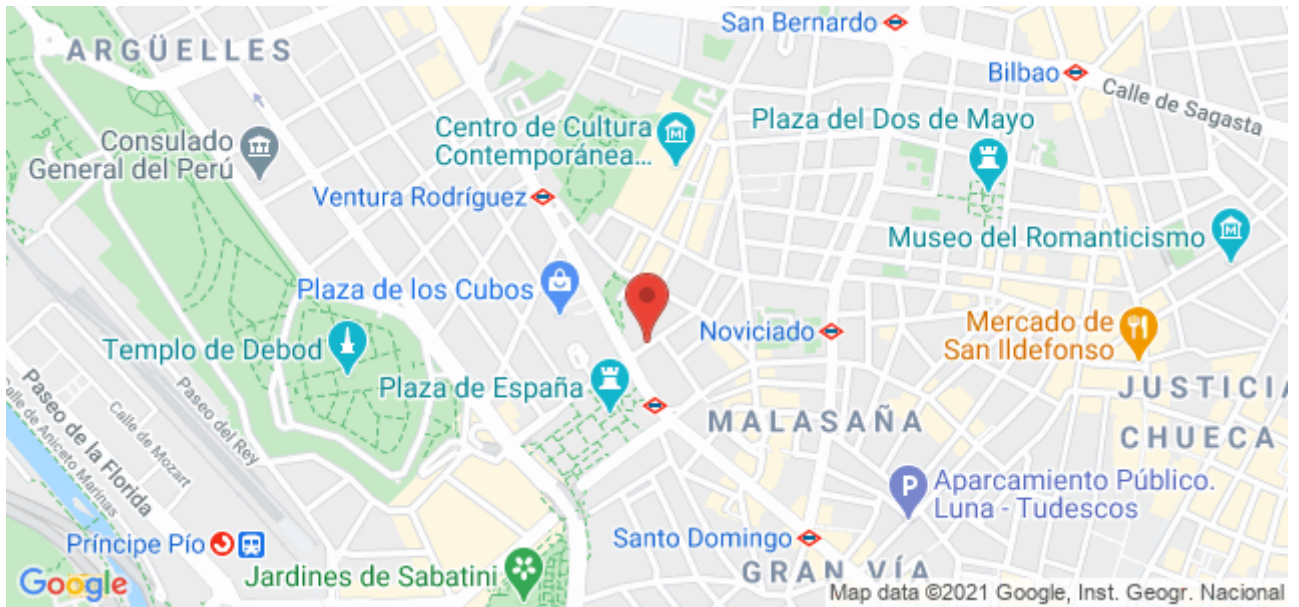 San Bernardo
ARGÜELLES
Bilbao
Calle de Sagasta
Plaza del Dos de Mayo
Centro de Cultura
Contemporánea...
Consulado
General del Perú
Ventura Rodríguez
Museo del Romanticismo
Plaza de los Cubos
Noviciado
Mercado de
San Ildefonso
Templo de Debod
Plaza de España
JUSTICIA
MALASAÑA
CHUECA
Paseo de la Florida
Calle de Aniceto Marinas
Calle de Mozart
Paseo del Rey
P
Aparcamiento Público.
Luna - Tudescos
Príncipe Pío
Santo Domingo
Jardines de Sabatini
GRAN VÍA
Google
Map data ©2021 Google, Inst. Geogr. Nacional